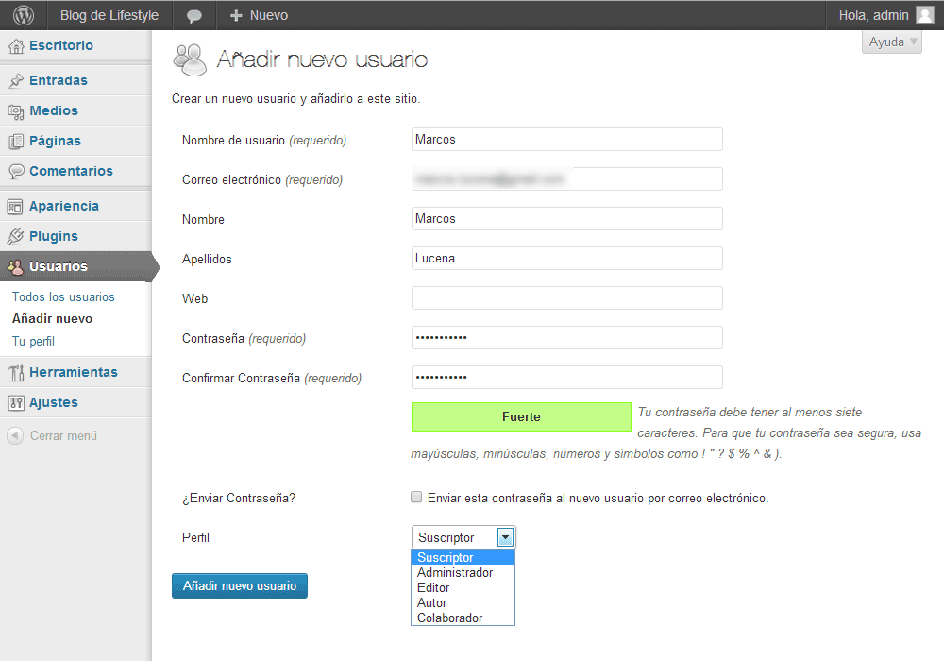 Blog de Lifestyle
Nuevo
Hola, admin
Escritorio
Entradas
Medios
Páginas
Comentarios
Apariencia
Plugins
Usuarios
Todos los usuarios
Añadir nuevo
Tu perfil
Herramientas
Ajustes
Cerrar menú
Ayuda
Añadir nuevo usuario
Crear un nuevo usuario y añadirlo a este sitio.
Nombre de usuario (requerido)
Marcos
Correo electrónico (requerido)
Nombre
Marcos
Apellidos
Lucena
Web
Contraseña (requerido)
Confirmar Contraseña (requerido)
Fuerte
Tu contraseña debe tener al menos siete
caracteres. Para que tu contraseña sea segura, usa
mayúsculas, minúsculas, números y símbolos como ! " ? $ % ^ & ).
¿Enviar Contraseña?
Enviar esta contraseña al nuevo usuario por correo electrónico.
Perfil
Suscriptor
Suscriptor
Administrador
Editor
Autor
Colaborador
Añadir nuevo usuario